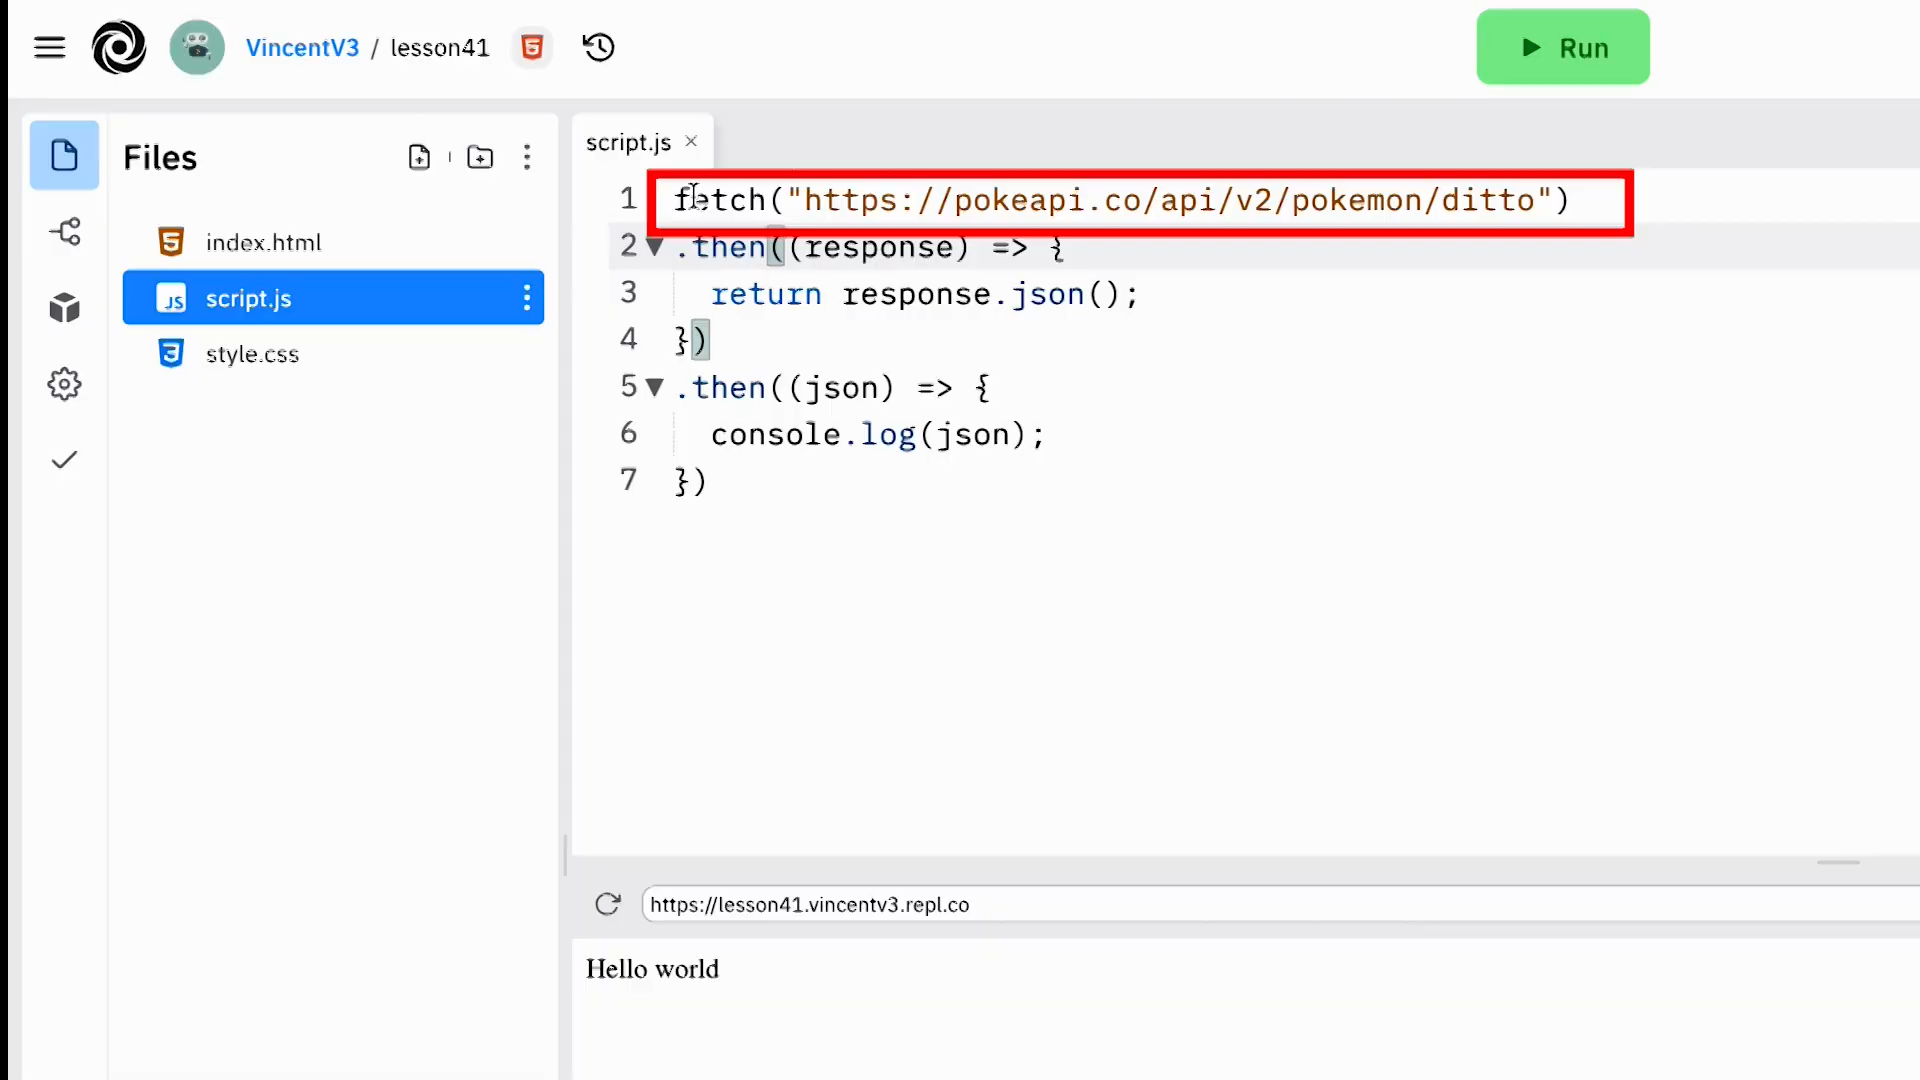 VincentV3 / lesson41
Run
Files
index.html
script.js
style.css
script.js
1 fetch("https://pokeapi.co/api/v2/pokemon/ditto")
2 .then((response) => {
3 return response.json();
4 })
5 .then((json) => {
6 console.log(json);
7 })
https://lesson41.vincentv3.repl.co
Hello world